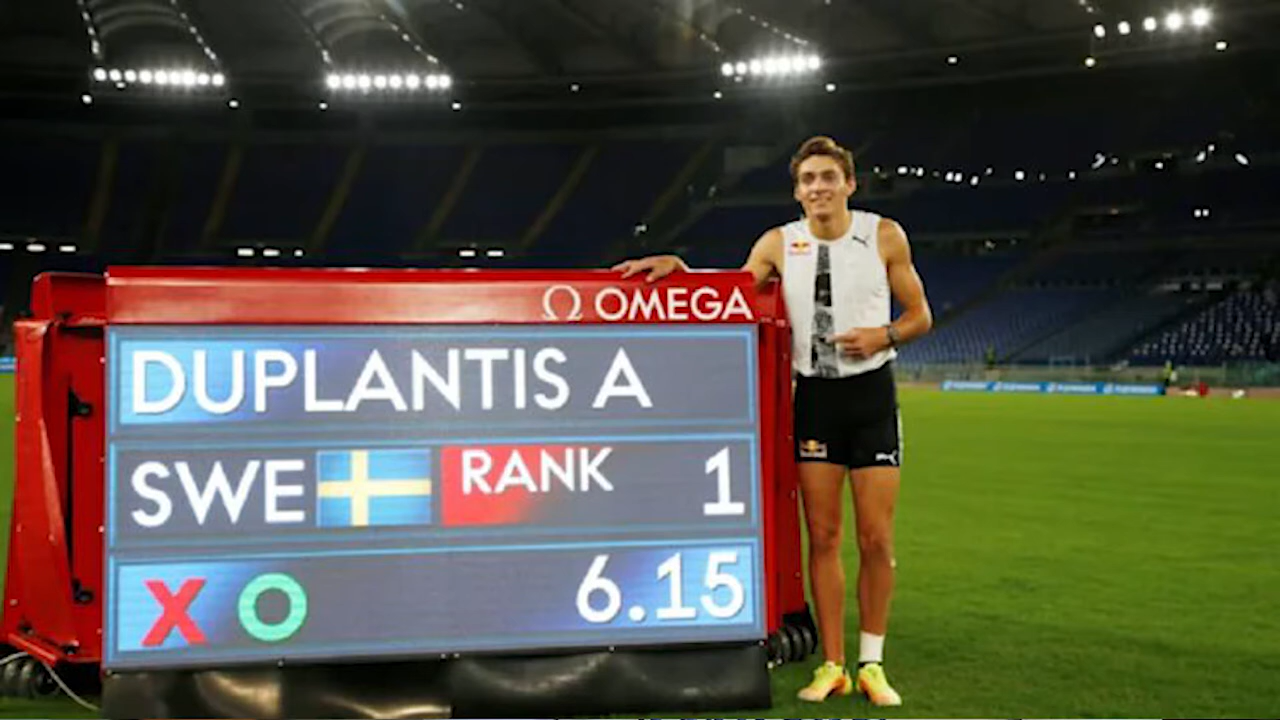 Ω OMEGA
DUPLANTIS A
SWE RANK 1
X O 6.15